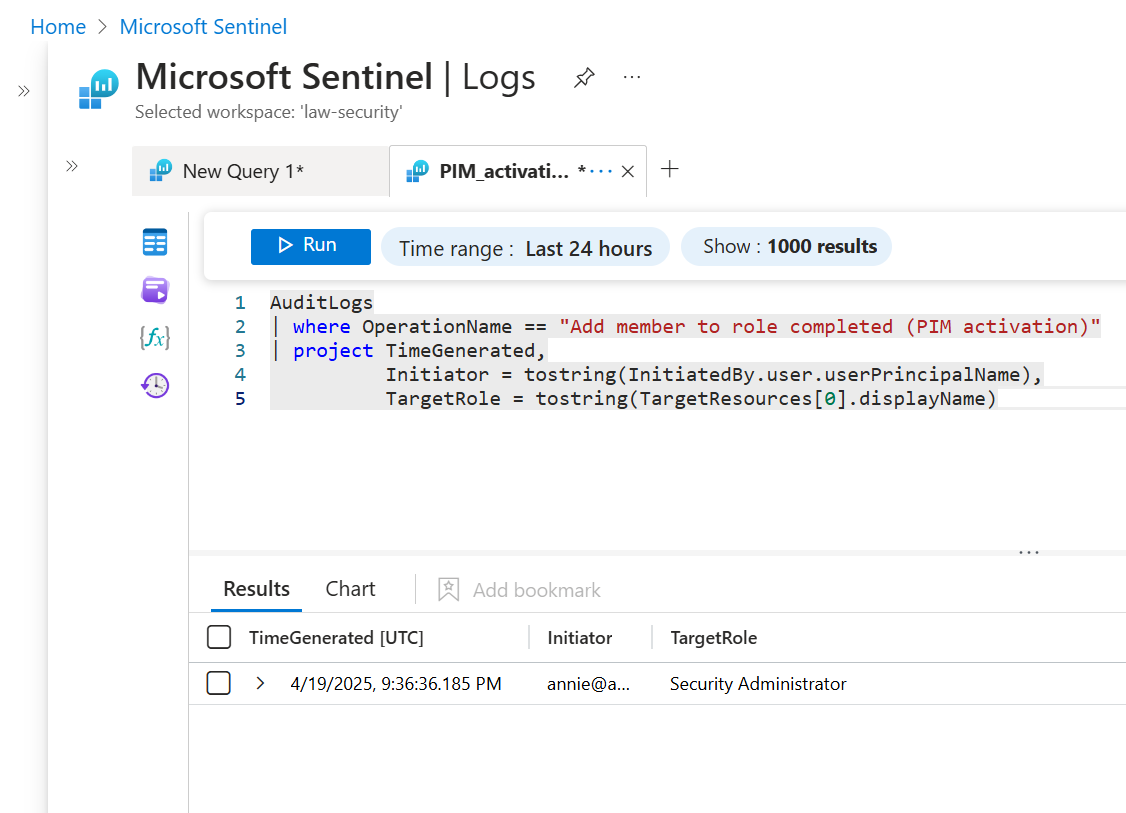 Home > Microsoft Sentinel
Microsoft Sentinel | Logs
Selected workspace: 'law-security'
New Query 1*
PIM_activati... *
Run
Time range : Last 24 hours
Show : 1000 results
1 AuditLogs
2 | where OperationName == "Add member to role completed (PIM activation)"
3 | project TimeGenerated,
4 Initiator = tostring(InitiatedBy.user.userPrincipalName),
5 TargetRole = tostring(TargetResources[0].displayName)
Results Chart Add bookmark
TimeGenerated [UTC] Initiator TargetRole
4/19/2025, 9:36:36.185 PM annie@a... Security Administrator